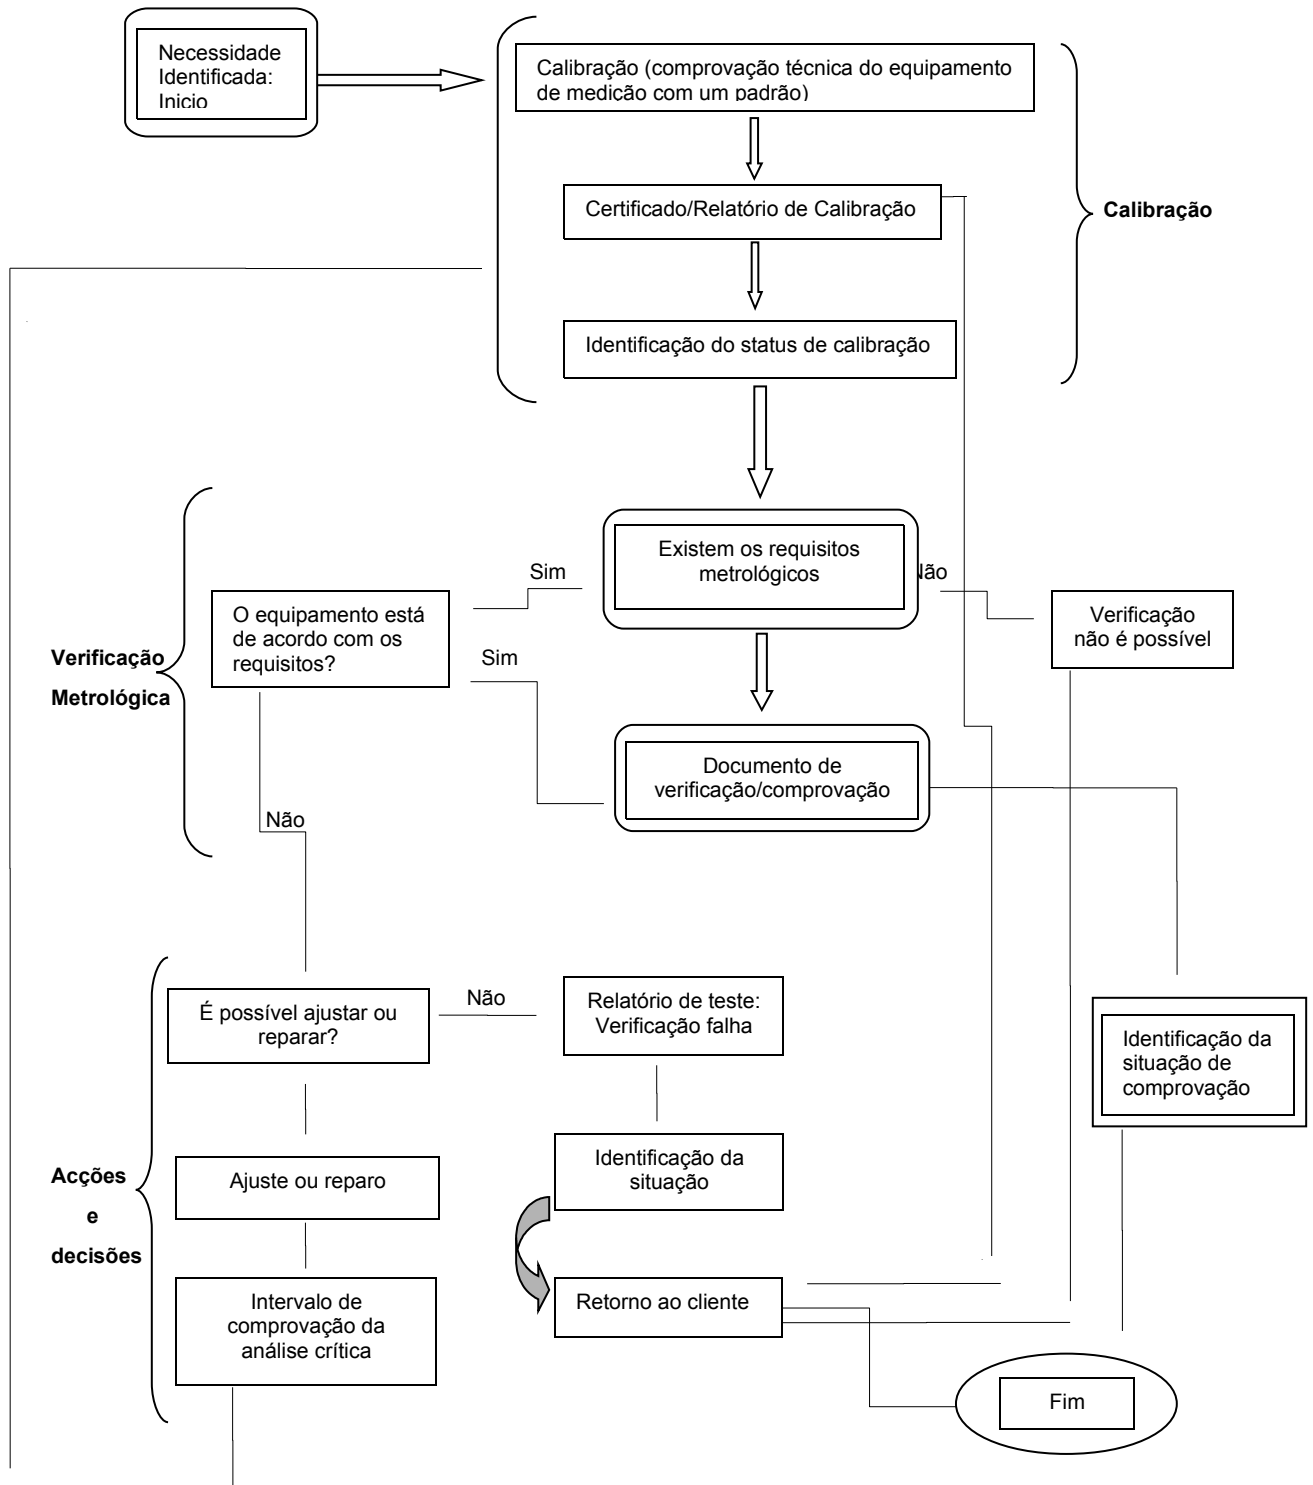 Necessidade
Identificada:
Inicio
Calibração (comprovação técnica do equipamento
de medição com um padrão)
Certificado/Relatório de Calibração
Calibração
Identificação do status de calibração
Existem os requisitos
metrológicos
Sim
Não
O equipamento está
de acordo com os
requisitos?
Verificação
não é possível
Verificação
Metrológica
Sim
Documento de
verificação/comprovação
Não
É possível ajustar ou
reparar?
Não
Relatório de teste:
Verificação falha
Identificação da
situação de
comprovação
Acções
e
decisões
Ajuste ou reparo
Identificação da
situação
Intervalo de
comprovação da
análise crítica
Retorno ao cliente
Fim